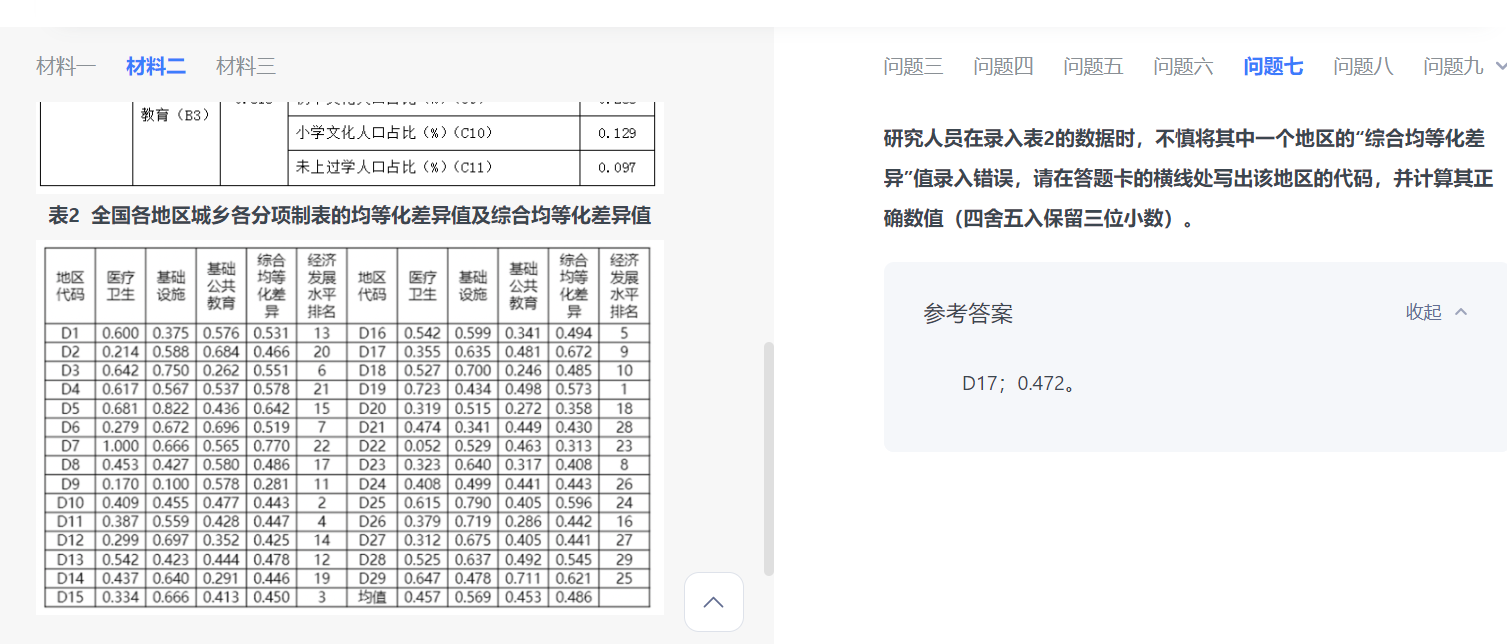 材料一 材料二 材料三
问题三 问题四 问题五 问题六 问题七 问题八 问题九
教育（B3）
小学文化人口占比（%）（C10） 0.129
未上过学人口占比（%）（C11） 0.097
表2 全国各地区城乡各分项制表的均等化差异值及综合均等化差异值
地区代码 医疗卫生 基础设施 基础公共教育 综合均等化差异 经济发展水平排名 地区代码 医疗卫生 基础设施 基础公共教育 综合均等化差异 经济发展水平排名
D1 0.600 0.375 0.576 0.531 13 D16 0.542 0.599 0.341 0.494 5
D2 0.214 0.588 0.684 0.466 20 D17 0.355 0.635 0.481 0.672 9
D3 0.642 0.750 0.262 0.551 6 D18 0.527 0.700 0.246 0.485 10
D4 0.617 0.567 0.537 0.578 21 D19 0.723 0.434 0.498 0.573 1
D5 0.681 0.822 0.436 0.642 15 D20 0.319 0.515 0.272 0.358 18
D6 0.279 0.672 0.696 0.519 7 D21 0.474 0.341 0.449 0.430 28
D7 1.000 0.666 0.565 0.770 22 D22 0.052 0.529 0.463 0.313 23
D8 0.453 0.427 0.580 0.486 17 D23 0.323 0.640 0.317 0.408 8
D9 0.170 0.100 0.578 0.281 11 D24 0.408 0.499 0.441 0.443 26
D10 0.409 0.455 0.477 0.443 2 D25 0.615 0.790 0.405 0.596 24
D11 0.387 0.559 0.428 0.447 4 D26 0.379 0.719 0.286 0.442 16
D12 0.299 0.697 0.352 0.425 14 D27 0.312 0.675 0.405 0.441 27
D13 0.542 0.423 0.444 0.478 12 D28 0.525 0.637 0.492 0.545 29
D14 0.437 0.640 0.291 0.446 19 D29 0.647 0.478 0.711 0.621 25
D15 0.334 0.666 0.413 0.450 3 均值 0.457 0.569 0.453 0.486
研究人员在录入表2的数据时，不慎将其中一个地区的“综合均等化差
异”值录入错误，请在答题卡的横线处写出该地区的代码，并计算其正
确数值（四舍五入保留三位小数）。
参考答案 收起
D17；0.472。